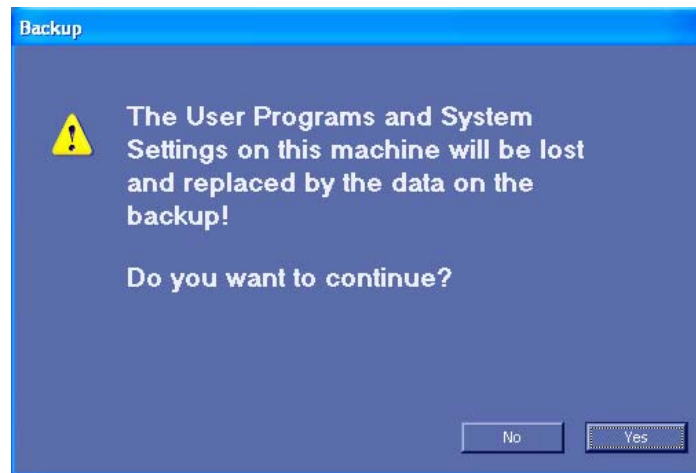 Backup
The User Programs and System
Settings on this machine will be lost
and replaced by the data on the
backup!
Do you want to continue?
No
Yes